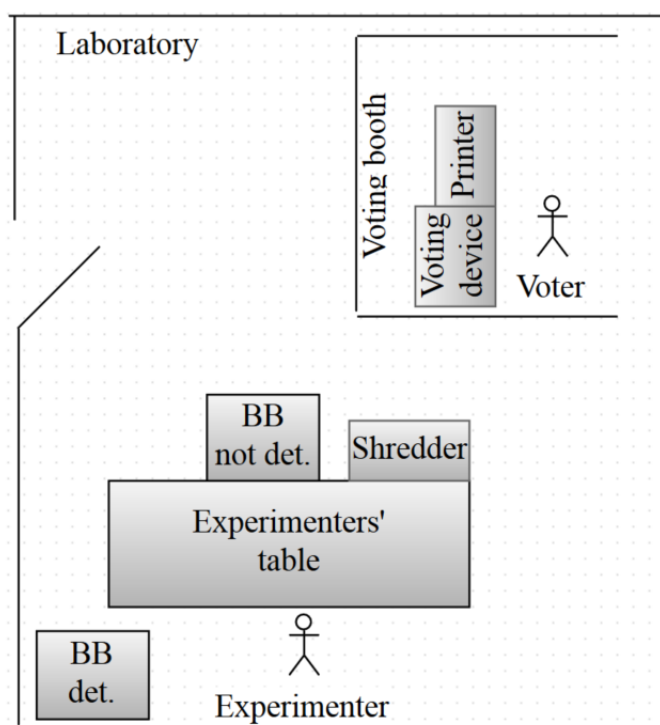 Laboratory
Voting booth
Printer
Voting
device
Voter
BB
not det.
Shredder
Experimenters'
table
BB
det.
Experimenter